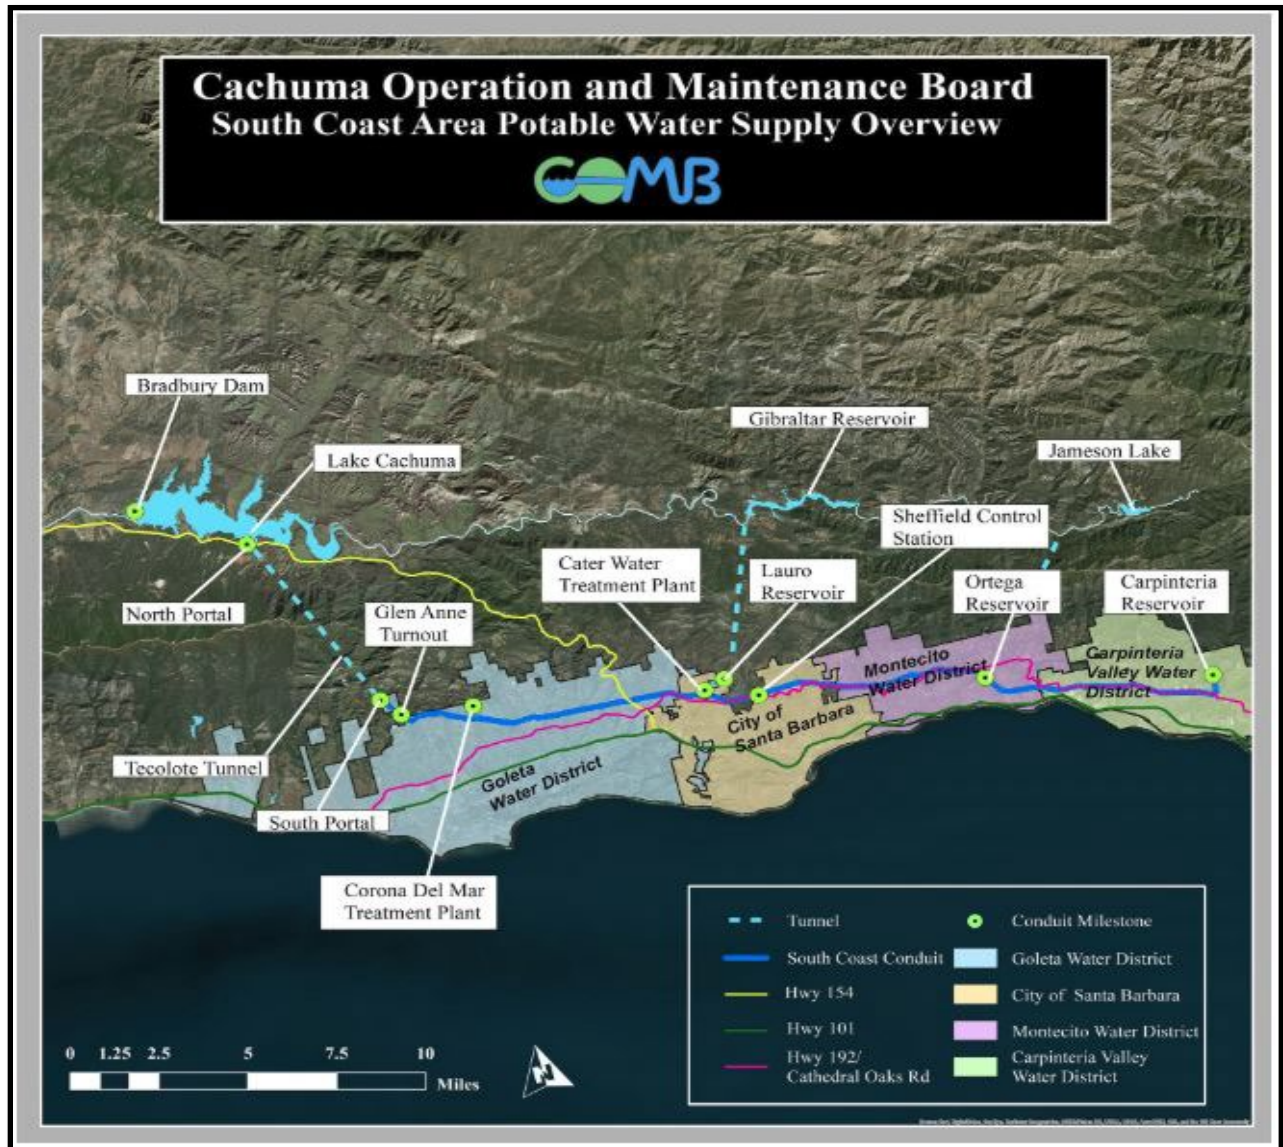 Cachuma Operation and Maintenance Board
South Coast Area Potable Water Supply Overview
COMB
Bradbury Dam
Lake Cachuma
Gibraltar Reservoir
Jameson Lake
Sheffield Control
Station
Cater Water
Treatment Plant
Lauro
Reservoir
Ortega
Reservoir
Carpinteria
Reservoir
North Portal
Glen Anne
Turnout
Montecito
Water District
Carpinteria
Valley Water
District
City of
Santa Barbara
Tecolote Tunnel
Goleta
Water District
South Portal
Corona Del Mar
Treatment Plant
Tunnel
South Coast Conduit
Hwy 154
Hwy 101
Hwy 192/
Cathedral Oaks Rd
Conduit Milestone
Goleta Water District
City of Santa Barbara
Montecito Water District
Carpinteria Valley
Water District
0 1.25 2.5 5 7.5 10
Miles
N